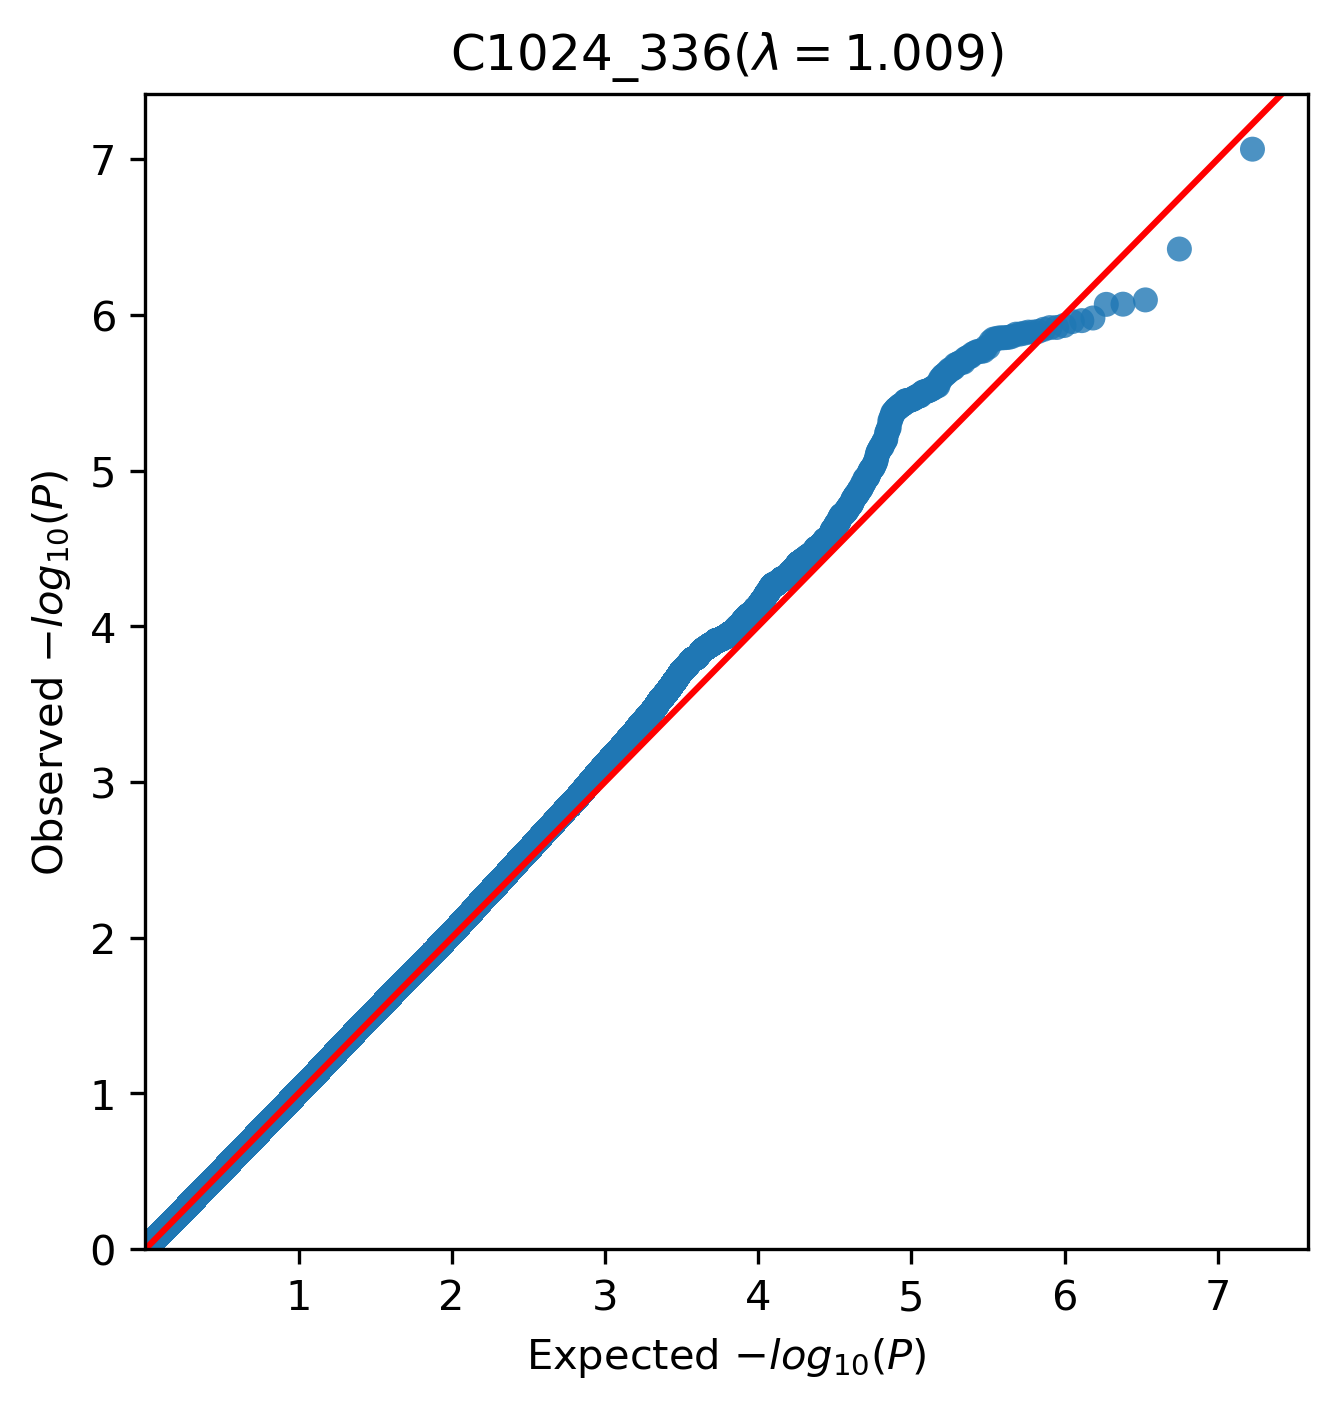 C1024_336(λ = 1.009)
Observed −log₁₀(P)
7
6
5
4
3
2
1
0
1 2 3 4 5 6 7
Expected −log₁₀(P)